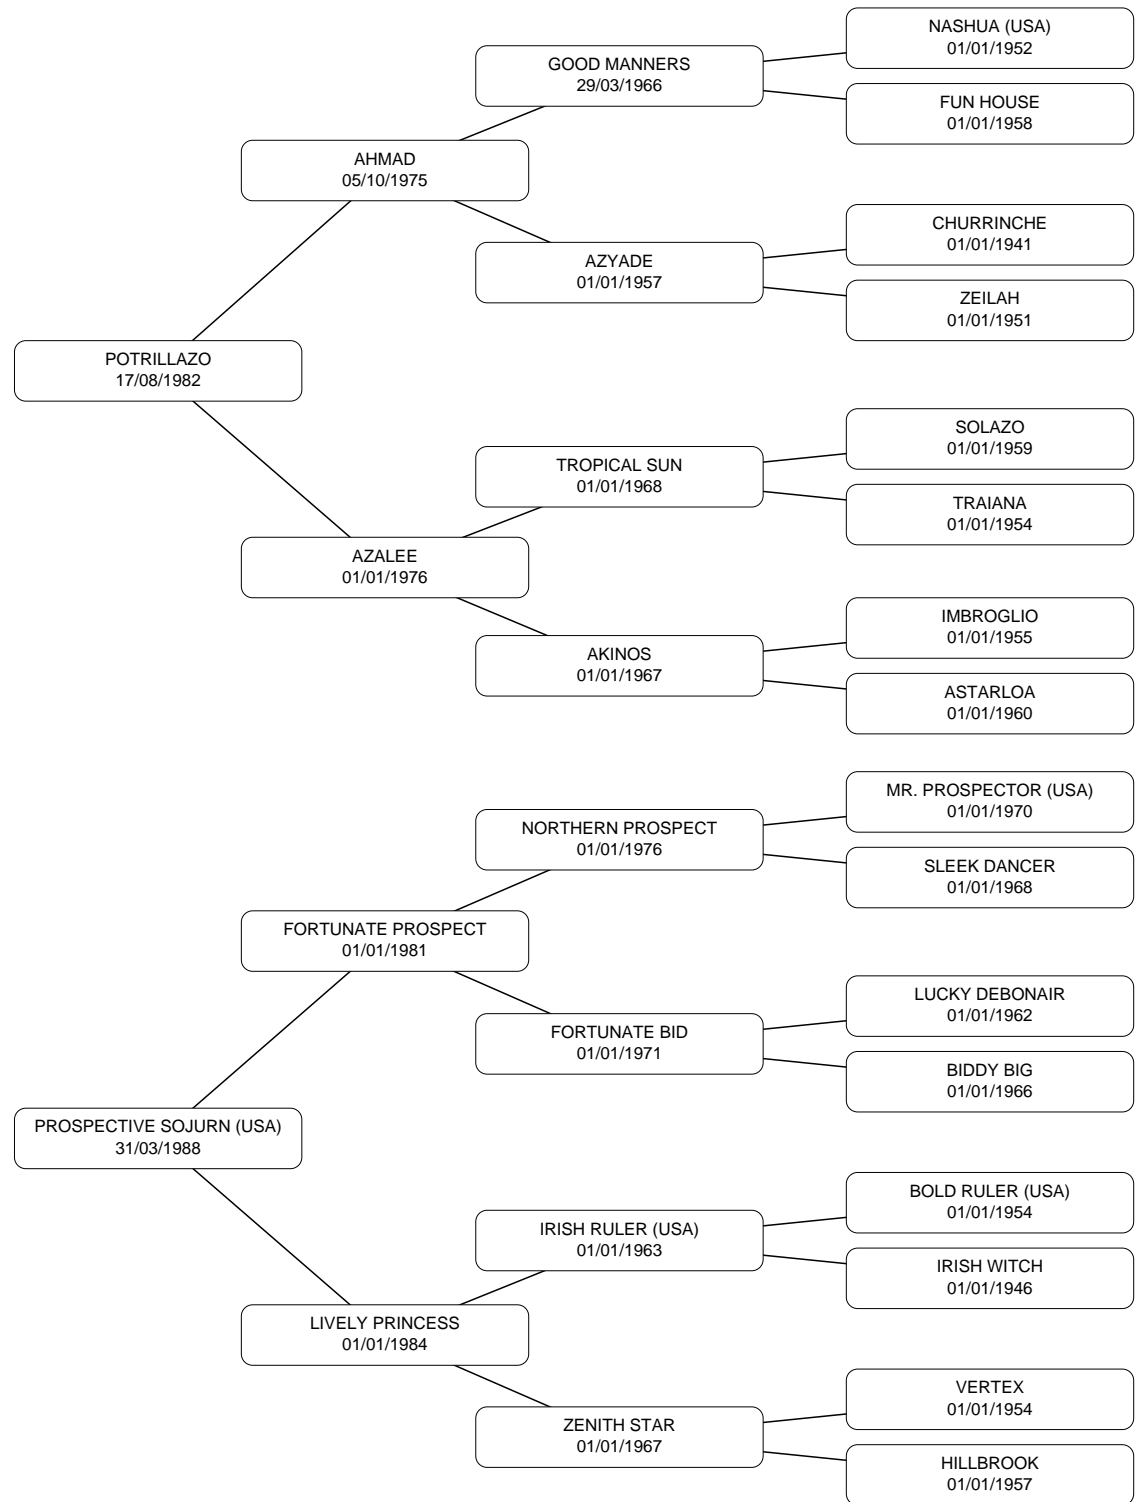 NASHUA (USA)
01/01/1952
GOOD MANNERS
29/03/1966
FUN HOUSE
01/01/1958
AHMAD
05/10/1975
CHURRINCHE
01/01/1941
AZYADE
01/01/1957
ZEILAH
01/01/1951
POTRILLAZO
17/08/1982
SOLAZO
01/01/1959
TROPICAL SUN
01/01/1968
TRAIANA
01/01/1954
AZALEE
01/01/1976
IMBROGLIO
01/01/1955
AKINOS
01/01/1967
ASTARLOA
01/01/1960
MR. PROSPECTOR (USA)
01/01/1970
NORTHERN PROSPECT
01/01/1976
SLEEK DANCER
01/01/1968
FORTUNATE PROSPECT
01/01/1981
LUCKY DEBONAIR
01/01/1962
FORTUNATE BID
01/01/1971
BIDDY BIG
01/01/1966
PROSPECTIVE SOJURN (USA)
31/03/1988
BOLD RULER (USA)
01/01/1954
IRISH RULER (USA)
01/01/1963
IRISH WITCH
01/01/1946
LIVELY PRINCESS
01/01/1984
VERTEX
01/01/1954
ZENITH STAR
01/01/1967
HILLBROOK
01/01/1957